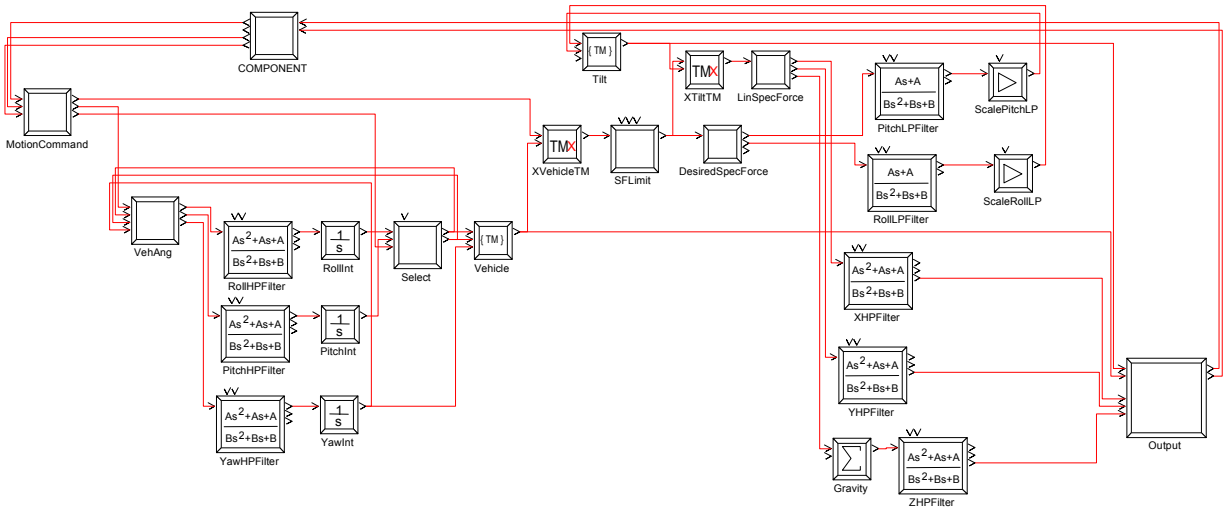 COMPONENT
{ TM }
Tilt
TMx
XTiltTM
LinSpecForce
As+A
Bs²+Bs+B
PitchLPFilter
ScalePitchLP
MotionCommand
TMx
XVehicleTM
SFLimit
DesiredSpecForce
As+A
Bs²+Bs+B
RollLPFilter
ScaleRollLP
VehAng
As²+As+A
Bs²+Bs+B
RollHPFilter
1
s
RollInt
Select
{ TM }
Vehicle
As²+As+A
Bs²+Bs+B
XHPFilter
As²+As+A
Bs²+Bs+B
PitchHPFilter
1
s
PitchInt
As²+As+A
Bs²+Bs+B
YHPFilter
As²+As+A
Bs²+Bs+B
YawHPFilter
1
s
YawInt
Output
Σ
Gravity
As²+As+A
Bs²+Bs+B
ZHPFilter